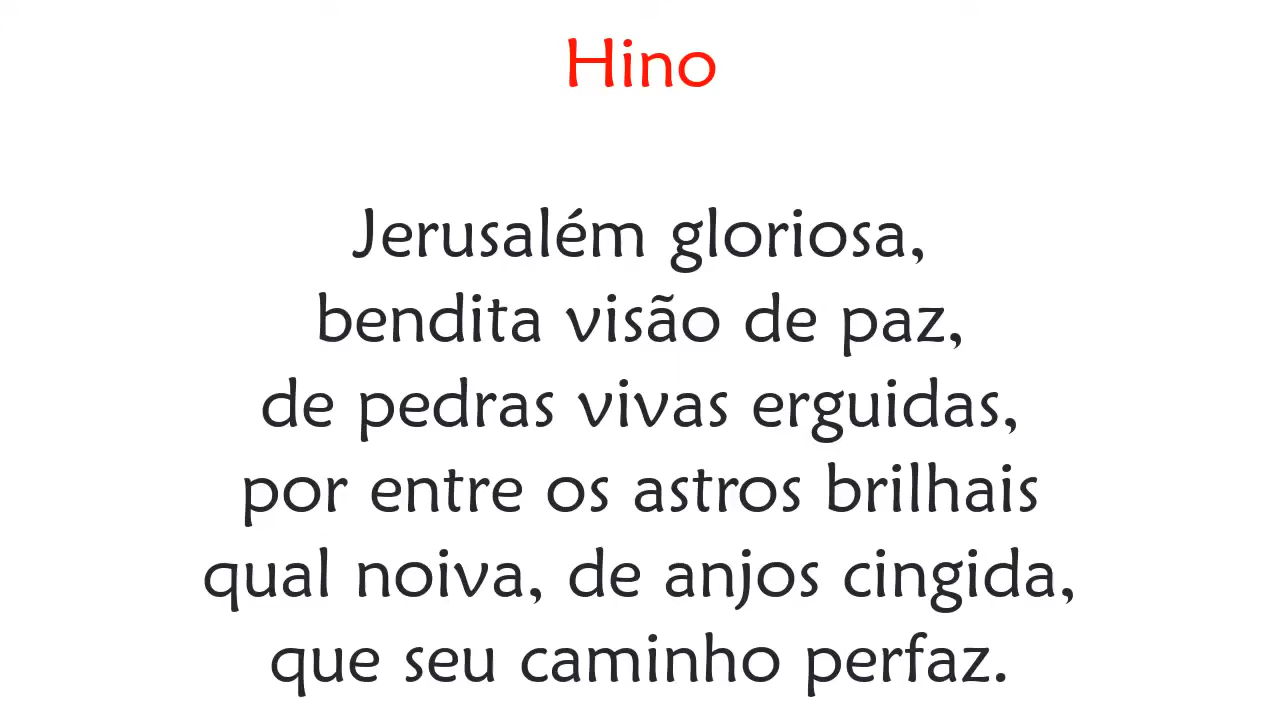 Hino
Jerusalém gloriosa,
bendita visão de paz,
de pedras vivas erguidas,
por entre os astros brilhais
qual noiva, de anjos cingida,
que seu caminho perfaz.